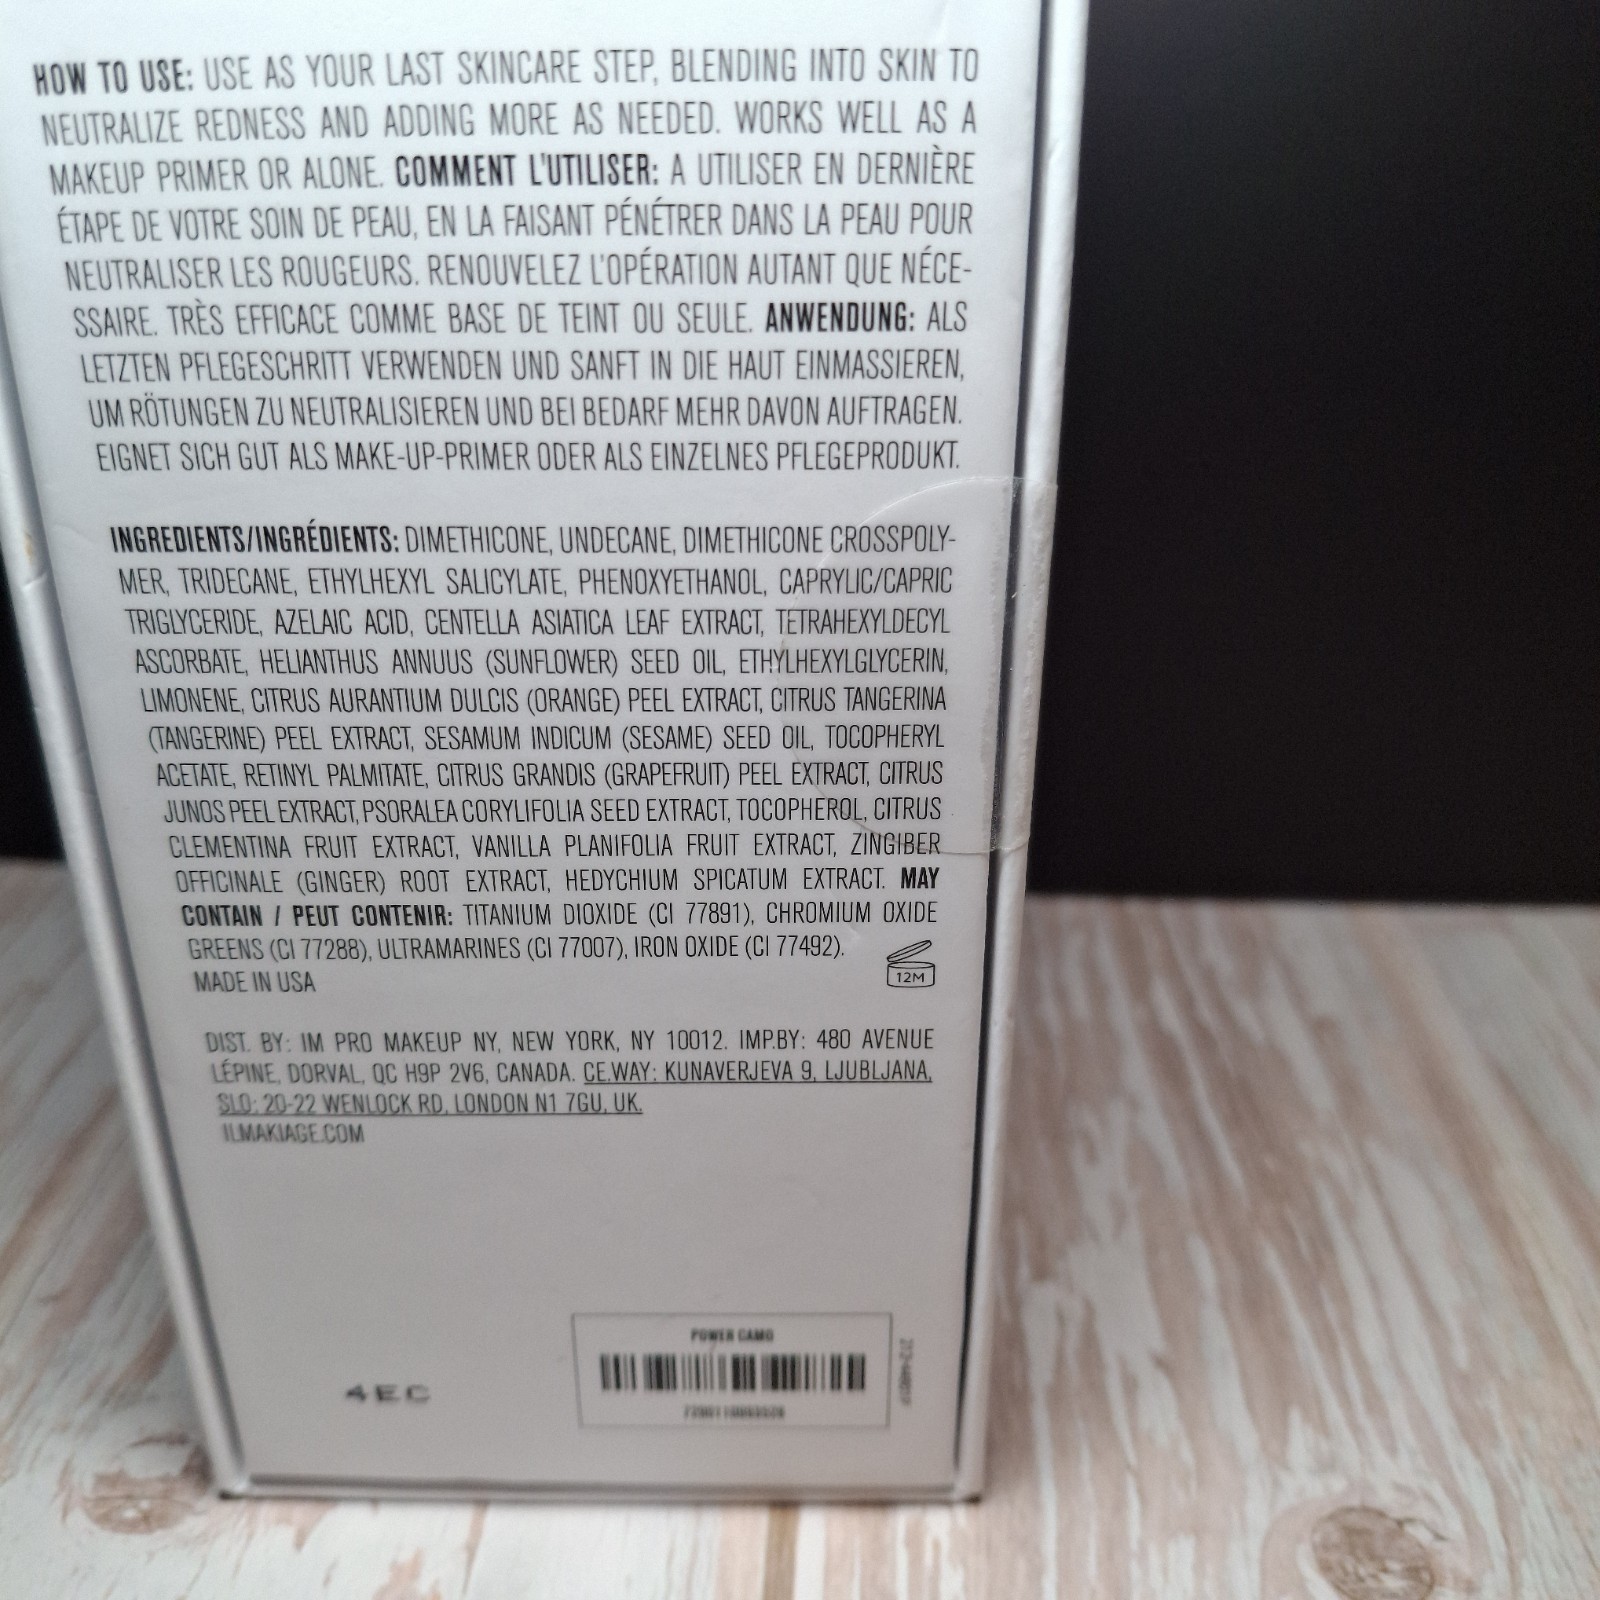 HOW TO USE: USE AS YOUR LAST SKINCARE STEP, BLENDING INTO SKIN TO
NEUTRALIZE REDNESS AND ADDING MORE AS NEEDED. WORKS WELL AS A
MAKEUP PRIMER OR ALONE. COMMENT L'UTILISER: A UTILISER EN DERNIÈRE
ÉTAPE DE VOTRE SOIN DE PEAU, EN LA FAISANT PÉNÉTRER DANS LA PEAU POUR
NEUTRALISER LES ROUGEURS. RENOUVELEZ L'OPÉRATION AUTANT QUE NÉCE-
SSAIRE. TRÈS EFFICACE COMME BASE DE TEINT OU SEULE. ANWENDUNG: ALS
LETZTEN PFLEGESCHRITT VERWENDEN UND SANFT IN DIE HAUT EINMASSIEREN,
UM RÖTUNGEN ZU NEUTRALISIEREN UND BEI BEDARF MEHR DAVON AUFTRAGEN.
EIGNET SICH GUT ALS MAKE-UP-PRIMER ODER ALS EINZELNES PFLEGEPRODUKT.
INGREDIENTS/INGRÉDIENTS: DIMETHICONE, UNDECANE, DIMETHICONE CROSSPOLY-
MER, TRIDECANE, ETHYLHEXYL SALICYLATE, PHENOXYETHANOL, CAPRYLIC/CAPRIC
TRIGLYCERIDE, AZELAIC ACID, CENTELLA ASIATICA LEAF EXTRACT, TETRAHEXYLDECYL
ASCORBATE, HELIANTHUS ANNUUS (SUNFLOWER) SEED OIL, ETHYLHEXYLGLYCERIN,
LIMONENE, CITRUS AURANTIUM DULCIS (ORANGE) PEEL EXTRACT, CITRUS TANGERINA
(TANGERINE) PEEL EXTRACT, SESAMUM INDICUM (SESAME) SEED OIL, TOCOPHERYL
ACETATE, RETINYL PALMITATE, CITRUS GRANDIS (GRAPEFRUIT) PEEL EXTRACT, CITRUS
JUNOS PEEL EXTRACT, PSORALEA CORYLIFOLIA SEED EXTRACT, TOCOPHEROL, CITRUS
CLEMENTINA FRUIT EXTRACT, VANILLA PLANIFOLIA FRUIT EXTRACT, ZINGIBER
OFFICINALE (GINGER) ROOT EXTRACT, HEDYCHIUM SPICATUM EXTRACT. MAY
CONTAIN / PEUT CONTENIR: TITANIUM DIOXIDE (CI 77891), CHROMIUM OXIDE
GREENS (CI 77288), ULTRAMARINES (CI 77007), IRON OXIDE (CI 77492).
MADE IN USA
12M
DIST. BY: IM PRO MAKEUP NY, NEW YORK, NY 10012. IMP.BY: 480 AVENUE
LÉPINE, DORVAL, QC H9P 2V6, CANADA. CE.WAY: KUNAVERJEVA 9, LJUBLJANA,
SLO; 20-22 WENLOCK RD, LONDON N1 7GU, UK.
ILMAKIAGE.COM
POWER CAMO
4EC